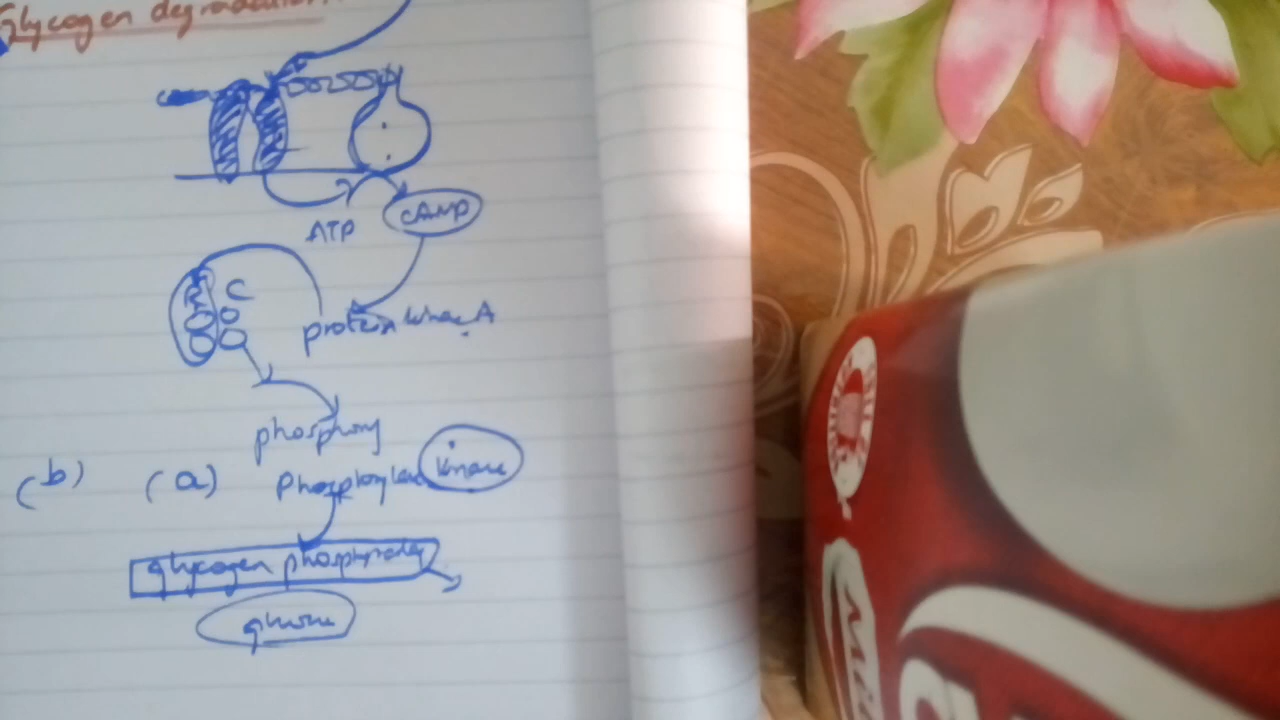 Glycogen degradation
ATP
cAMP
C
protein kinase A
phosphory
(b) (a) Phosphorylase kinase
glycogen phosphorylase
glucose